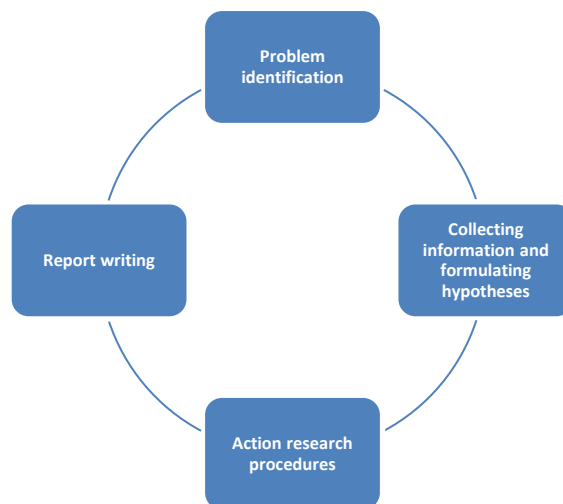 Problem
identification
Collecting
information and
formulating
hypotheses
Action research
procedures
Report writing